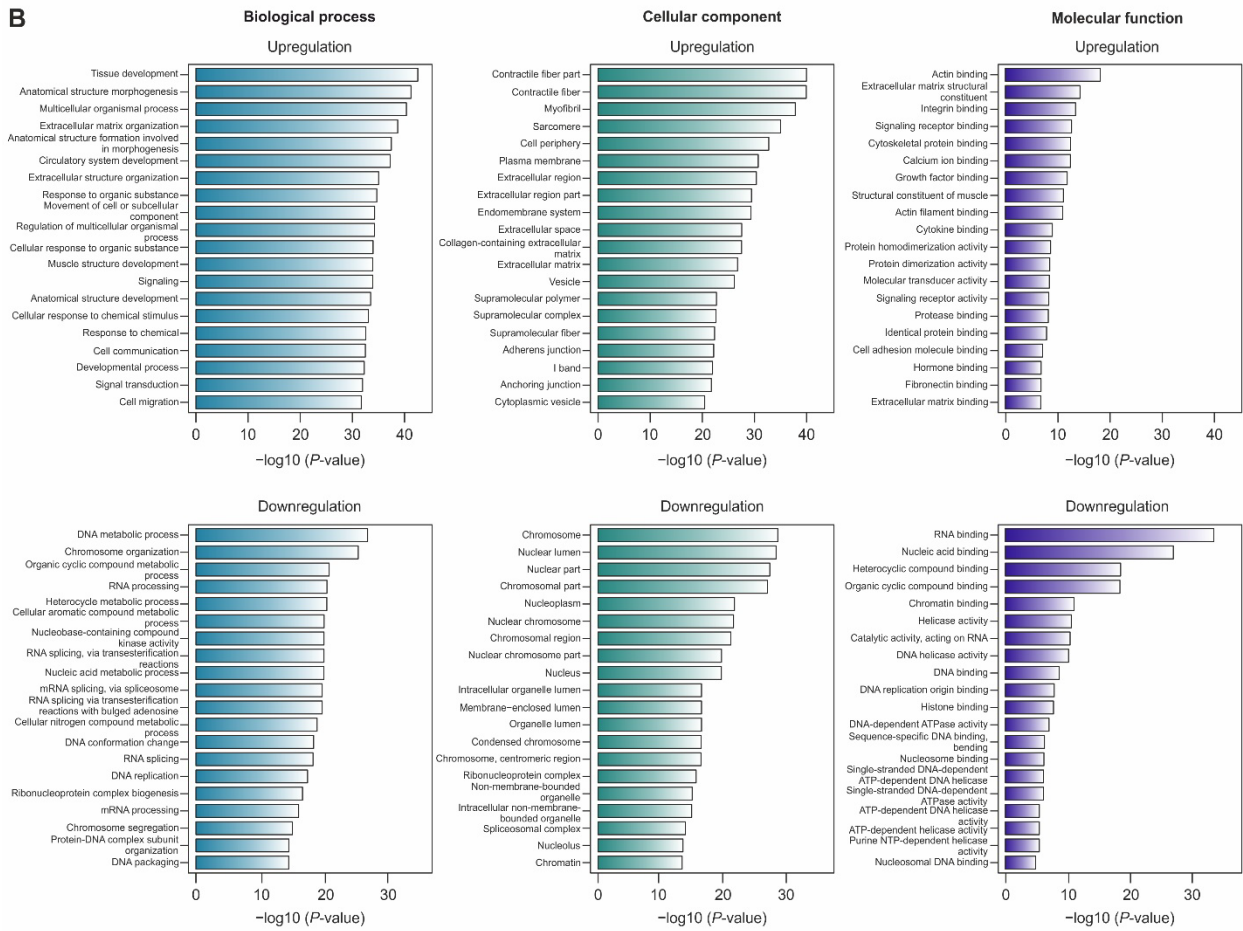 B
Biological process
Cellular component
Molecular function
Upregulation
Tissue development
Anatomical structure morphogenesis
Multicellular organismal process
Extracellular matrix organization
Anatomical structure formation involved
in morphogenesis
Circulatory system development
Extracellular structure organization
Response to organic substance
Movement of cell or subcellular
component
Regulation of multicellular organismal
process
Cellular response to organic substance
Muscle structure development
Signaling
Anatomical structure development
Cellular response to chemical stimulus
Response to chemical
Cell communication
Developmental process
Signal transduction
Cell migration
0 10 20 30 40
−log10 (P-value)
Upregulation
Contractile fiber part
Contractile fiber
Myofibril
Sarcomere
Cell periphery
Plasma membrane
Extracellular region
Extracellular region part
Endomembrane system
Extracellular space
Collagen-containing extracellular
matrix
Extracellular matrix
Vesicle
Supramolecular polymer
Supramolecular complex
Supramolecular fiber
Adherens junction
I band
Anchoring junction
Cytoplasmic vesicle
0 10 20 30 40
−log10 (P-value)
Upregulation
Actin binding
Extracellular matrix structural
constituent
Integrin binding
Signaling receptor binding
Cytoskeletal protein binding
Calcium ion binding
Growth factor binding
Structural constituent of muscle
Actin filament binding
Cytokine binding
Protein homodimerization activity
Protein dimerization activity
Molecular transducer activity
Signaling receptor activity
Protease binding
Identical protein binding
Cell adhesion molecule binding
Hormone binding
Fibronectin binding
Extracellular matrix binding
0 10 20 30 40
−log10 (P-value)
Downregulation
DNA metabolic process
Chromosome organization
Organic cyclic compound metabolic
process
RNA processing
Heterocycle metabolic process
Cellular aromatic compound metabolic
process
Nucleobase-containing compound
kinase activity
RNA splicing, via transesterification
reactions
Nucleic acid metabolic process
mRNA splicing, via spliceosome
RNA splicing via transesterification
reactions with bulged adenosine
Cellular nitrogen compound metabolic
process
DNA conformation change
RNA splicing
DNA replication
Ribonucleoprotein complex biogenesis
mRNA processing
Chromosome segregation
Protein-DNA complex subunit
organization
DNA packaging
0 10 20 30
−log10 (P-value)
Downregulation
Chromosome
Nuclear lumen
Nuclear part
Chromosomal part
Nucleoplasm
Nuclear chromosome
Chromosomal region
Nuclear chromosome part
Nucleus
Intracellular organelle lumen
Membrane−enclosed lumen
Organelle lumen
Condensed chromosome
Chromosome, centromeric region
Ribonucleoprotein complex
Non-membrane-bounded
organelle
Intracellular non-membrane-
bounded organelle
Spliceosomal complex
Nucleolus
Chromatin
0 10 20 30
−log10 (P-value)
Downregulation
RNA binding
Nucleic acid binding
Heterocyclic compound binding
Organic cyclic compound binding
Chromatin binding
Helicase activity
Catalytic activity, acting on RNA
DNA helicase activity
DNA binding
DNA replication origin binding
Histone binding
DNA-dependent ATPase activity
Sequence-specific DNA binding,
bending
Nucleosome binding
Single-stranded DNA-dependent
ATP-dependent DNA helicase
Single-stranded DNA-dependent
ATPase activity
ATP-dependent DNA helicase
activity
ATP-dependent helicase activity
Purine NTP-dependent helicase
activity
Nucleosomal DNA binding
0 10 20 30
−log10 (P-value)